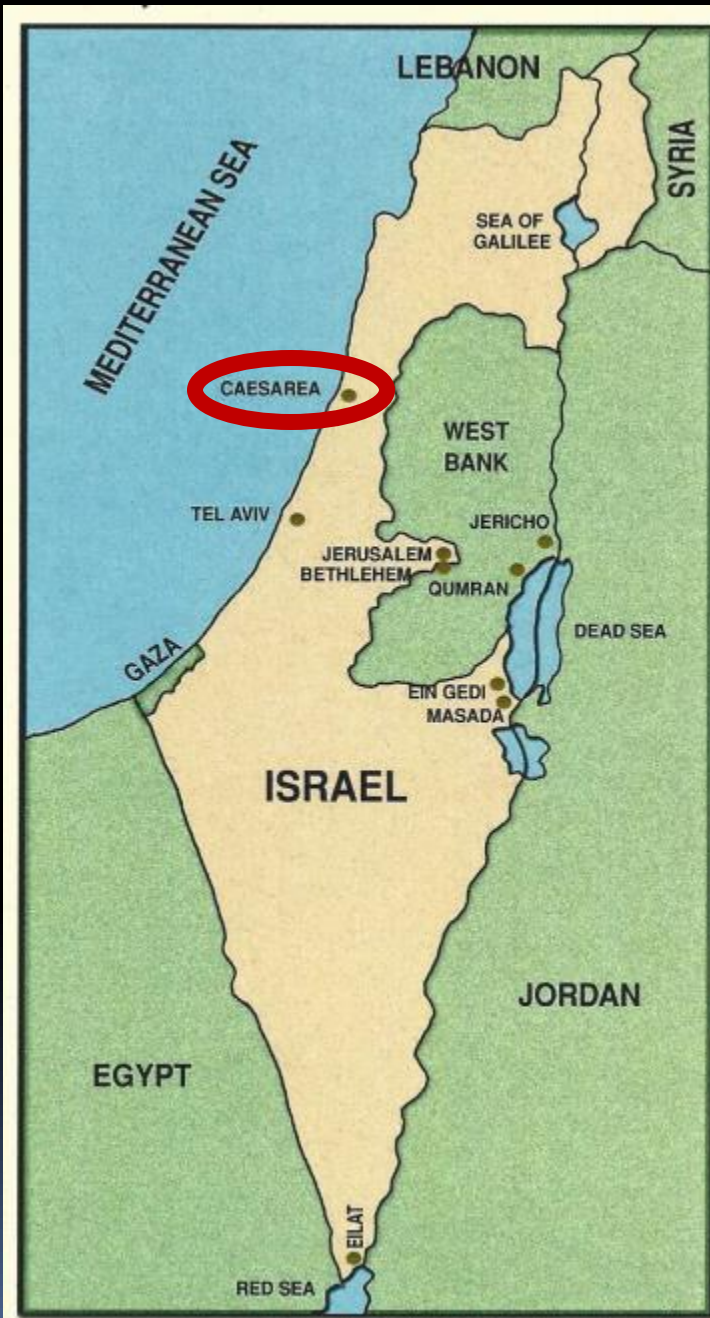 LEBANON
SYRIA
MEDITERRANEAN SEA
SEA OF
GALILEE
CAESAREA
WEST
BANK
TEL AVIV
JERICHO
JERUSALEM
BETHLEHEM
QUMRAN
DEAD SEA
GAZA
EIN GEDI
MASADA
ISRAEL
JORDAN
EGYPT
EILAT
RED SEA